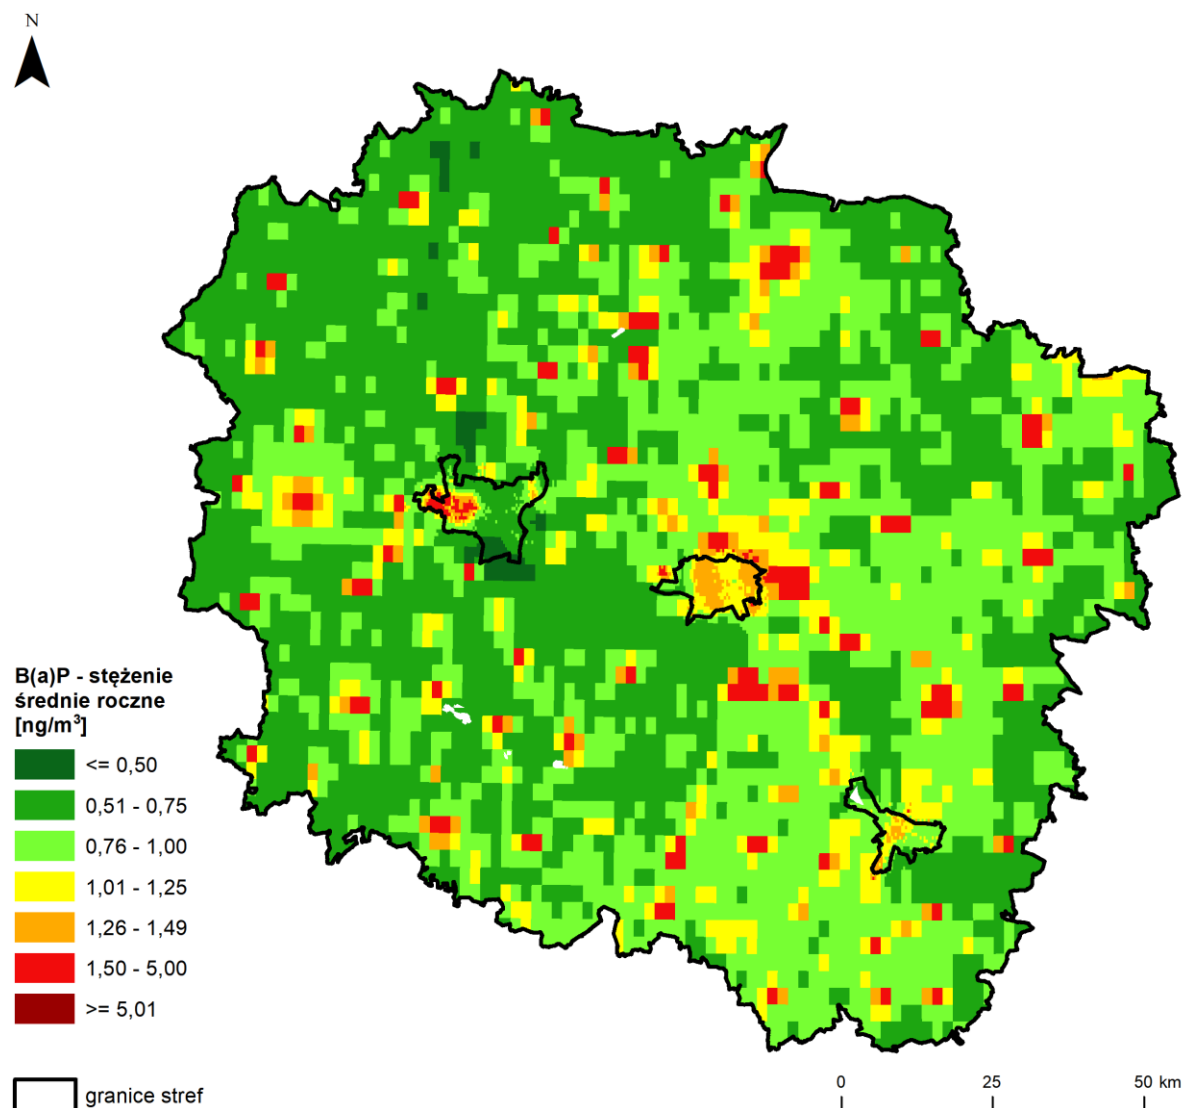 N
B(a)P - stężenie
średnie roczne
[ng/m³]
<= 0,50
0,51 - 0,75
0,76 - 1,00
1,01 - 1,25
1,26 - 1,49
1,50 - 5,00
>= 5,01
granice stref
0 25 50 km